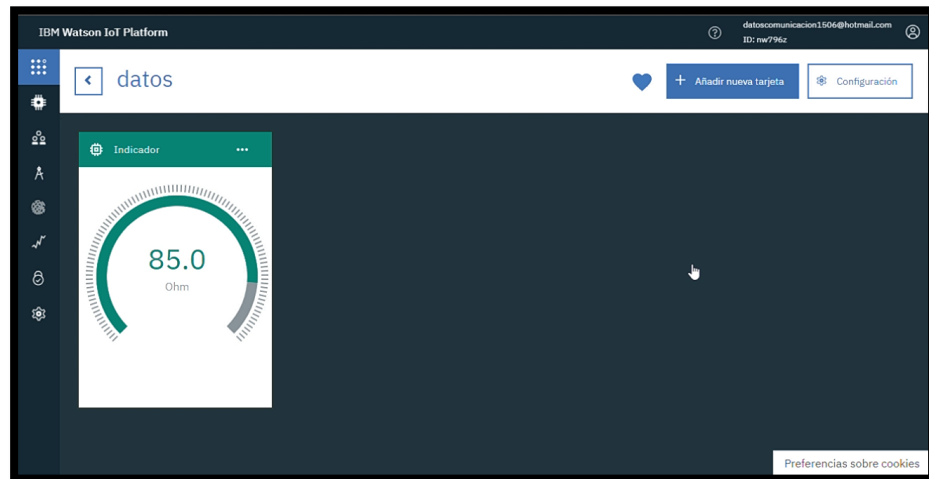 IBM Watson IoT Platform
datoscomunicacion1506@hotmail.com
ID: nw796z
datos
+ Añadir nueva tarjeta
Configuración
Indicador
85.0
Ohm
Preferencias sobre cookies